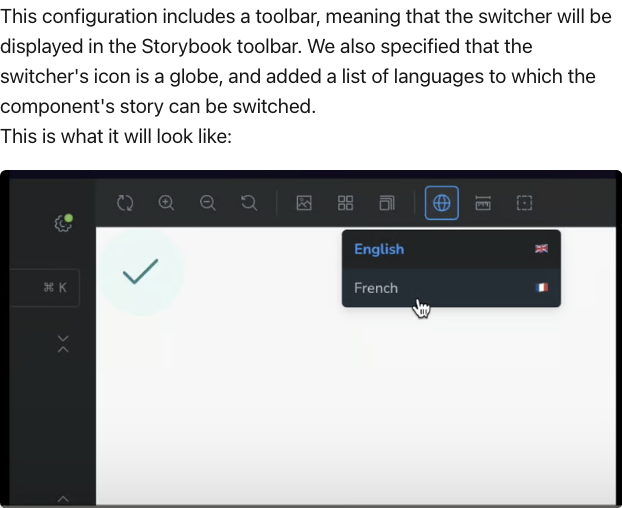 This configuration includes a toolbar, meaning that the switcher will be
displayed in the Storybook toolbar. We also specified that the
switcher's icon is a globe, and added a list of languages to which the
component's story can be switched.
This is what it will look like:
English
⌘ K
French